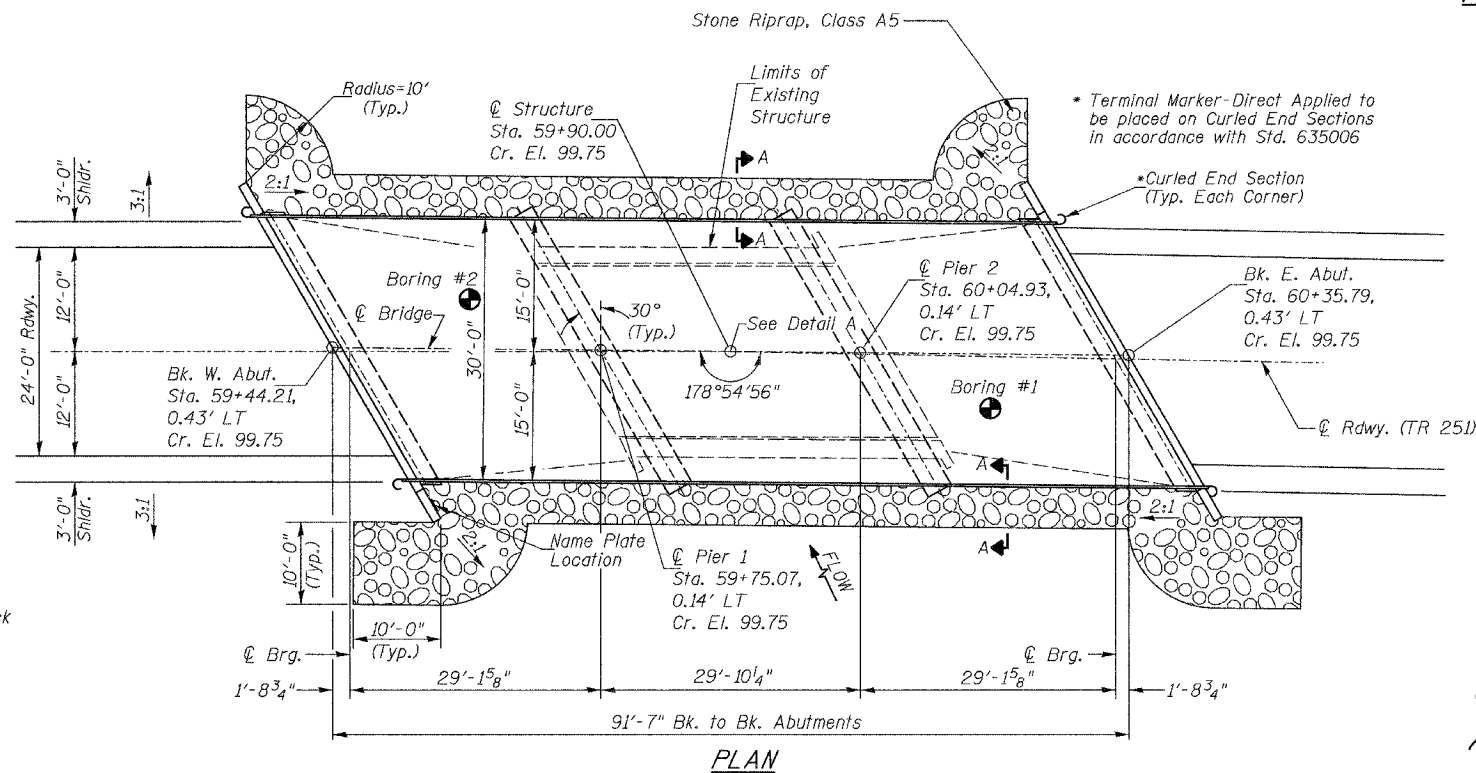 Stone Riprap, Class A5
Radius=10'
(Typ.)
℄ Structure
Sta. 59+90.00
Cr. El. 99.75
Limits of
Existing
Structure
* Terminal Marker-Direct Applied to
be placed on Curled End Sections
in accordance with Std. 635006
*Curled End Section
(Typ. Each Corner)
3'-0"
Shldr.
3:1
2:1
A
2:1
A
24'-0" Rdwy.
12'-0"
12'-0"
Boring #2
℄ Bridge
30'-0"
15'-0"
15'-0"
30°
(Typ.)
See Detail A
178°54'56"
℄ Pier 2
Sta. 60+04.93,
0.14' LT
Cr. El. 99.75
Bk. E. Abut.
Sta. 60+35.79,
0.43' LT
Cr. El. 99.75
Bk. W. Abut.
Sta. 59+44.21,
0.43' LT
Cr. El. 99.75
Boring #1
℄ Rdwy. (TR 251)
3'-0"
Shldr.
3:1
A
2:1
A
10'-0"
(Typ.)
2:1
Name Plate
Location
℄ Pier 1
Sta. 59+75.07,
0.14' LT
Cr. El. 99.75
FLOW
10'-0"
(Typ.)
℄ Brg.
℄ Brg.
1'-8¾"
29'-1⅝"
29'-10¼"
29'-1⅝"
1'-8¾"
91'-7" Bk. to Bk. Abutments
PLAN